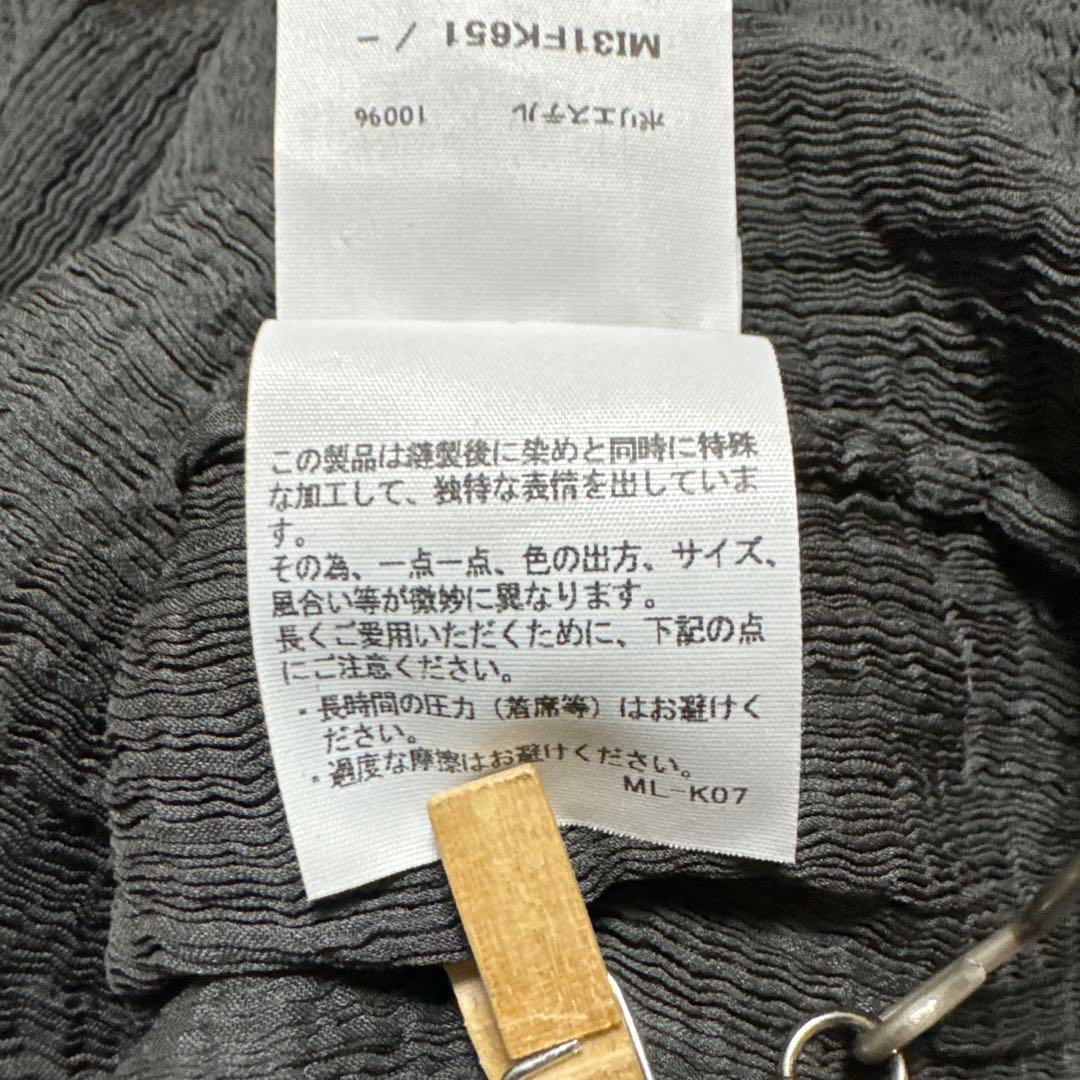 MI31FK651 / －
ポリエステル 100%
この製品は縫製後に染めと同時に特殊
な加工して、独特な表情を出していま
す。
その為、一点一点、色の出方、サイズ、
風合い等が微妙に異なります。
長くご愛用いただくために、下記の点
にご注意ください。
・長時間の圧力（着席等）はお避けく
ださい。
・過度な摩擦はお避けください。
ML-K07